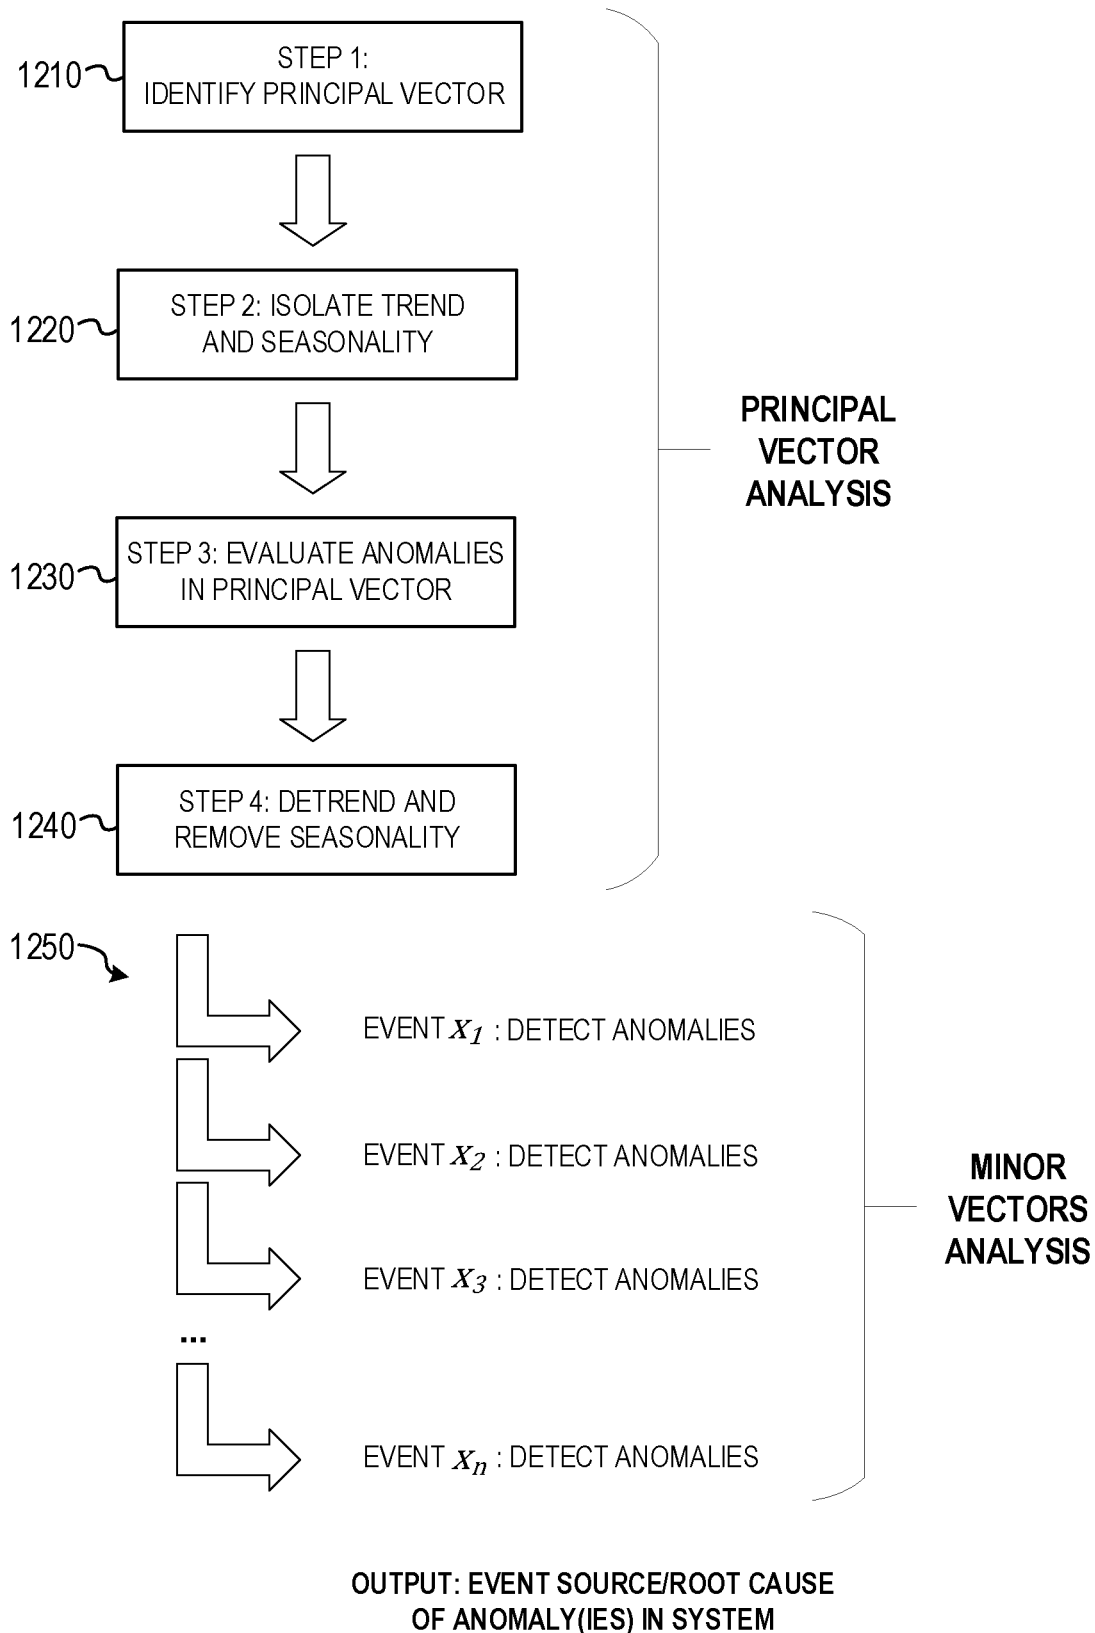 1210
STEP 1:
IDENTIFY PRINCIPAL VECTOR
1220
STEP 2: ISOLATE TREND
AND SEASONALITY
1230
STEP 3: EVALUATE ANOMALIES
IN PRINCIPAL VECTOR
1240
STEP 4: DETREND AND
REMOVE SEASONALITY
PRINCIPAL
VECTOR
ANALYSIS
1250
EVENT X1 : DETECT ANOMALIES
EVENT X2 : DETECT ANOMALIES
EVENT X3 : DETECT ANOMALIES
...
EVENT Xn : DETECT ANOMALIES
MINOR
VECTORS
ANALYSIS
OUTPUT: EVENT SOURCE/ROOT CAUSE
OF ANOMALY(IES) IN SYSTEM